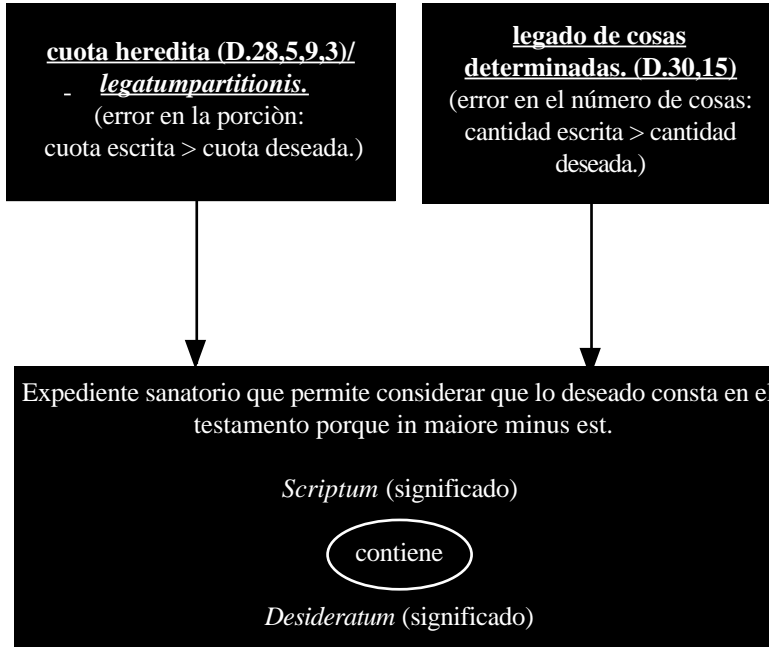 cuota heredita (D.28,5,9,3)/
legatumpartitionis.
(error en la porciòn:
cuota escrita > cuota deseada.)
legado de cosas
determinadas. (D.30,15)
(error en el número de cosas:
cantidad escrita > cantidad
deseada.)
Expediente sanatorio que permite considerar que lo deseado consta en el
testamento porque in maiore minus est.
Scriptum (significado)
contiene
Desideratum (significado)